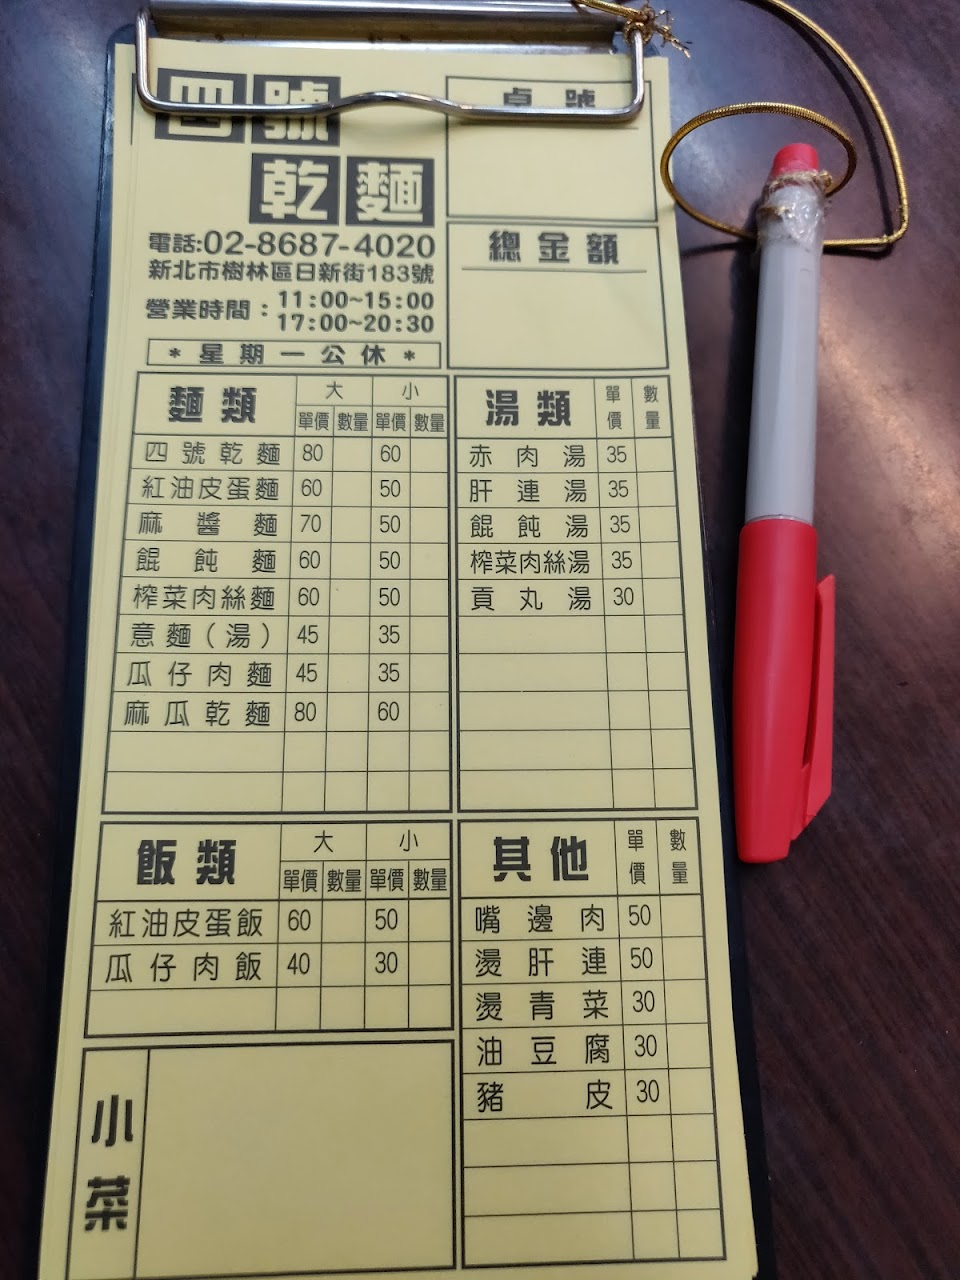 四號
乾麵
電話:02-8687-4020
新北市樹林區日新街183號
營業時間：11:00~15:00
17:00~20:30
*星期一公休*
桌號
總金額
麵類 大 小
單價 數量 單價 數量
四號乾麵 80 60
紅油皮蛋麵 60 50
麻醬麵 70 50
餛飩麵 60 50
榨菜肉絲麵 60 50
意麵(湯) 45 35
瓜仔肉麵 45 35
麻瓜乾麵 80 60
湯類 單價 數量
赤肉湯 35
肝連湯 35
餛飩湯 35
榨菜肉絲湯 35
貢丸湯 30
飯類 大 小
單價 數量 單價 數量
紅油皮蛋飯 60 50
瓜仔肉飯 40 30
其他 單價 數量
嘴邊肉 50
燙肝連 50
燙青菜 30
油豆腐 30
豬皮 30
小菜